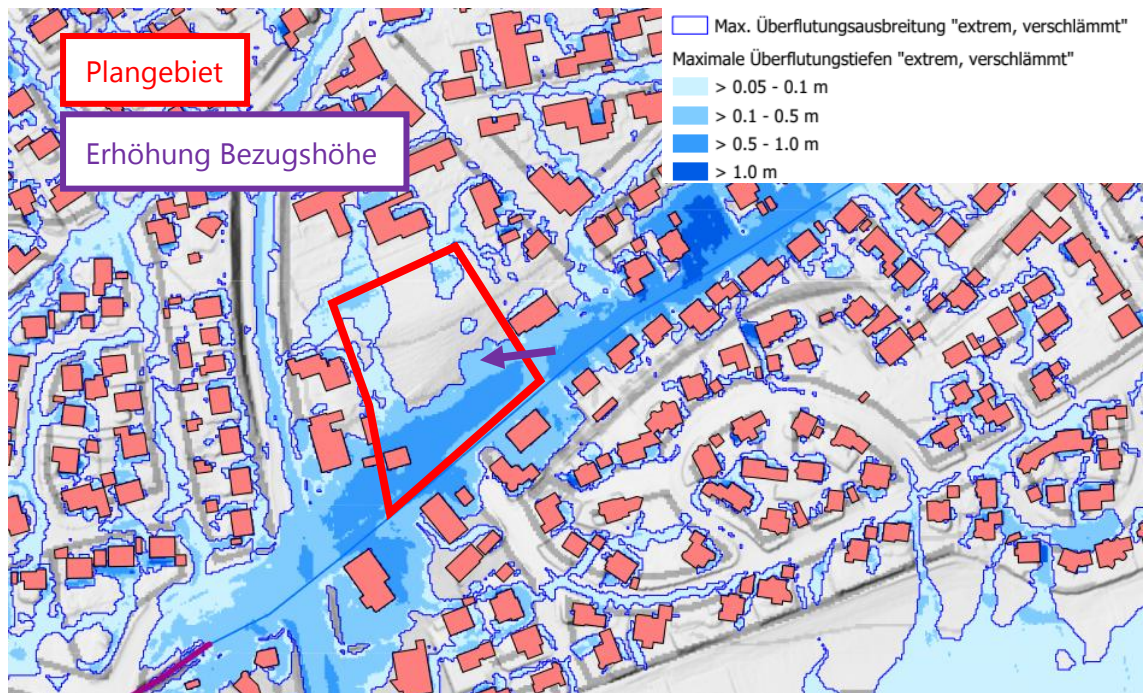 Plangebiet
Erhöhung Bezugshöhe
Max. Überflutungsausbreitung "extrem, verschlämmt"
Maximale Überflutungstiefen "extrem, verschlämmt"
> 0.05 - 0.1 m
> 0.1 - 0.5 m
> 0.5 - 1.0 m
> 1.0 m